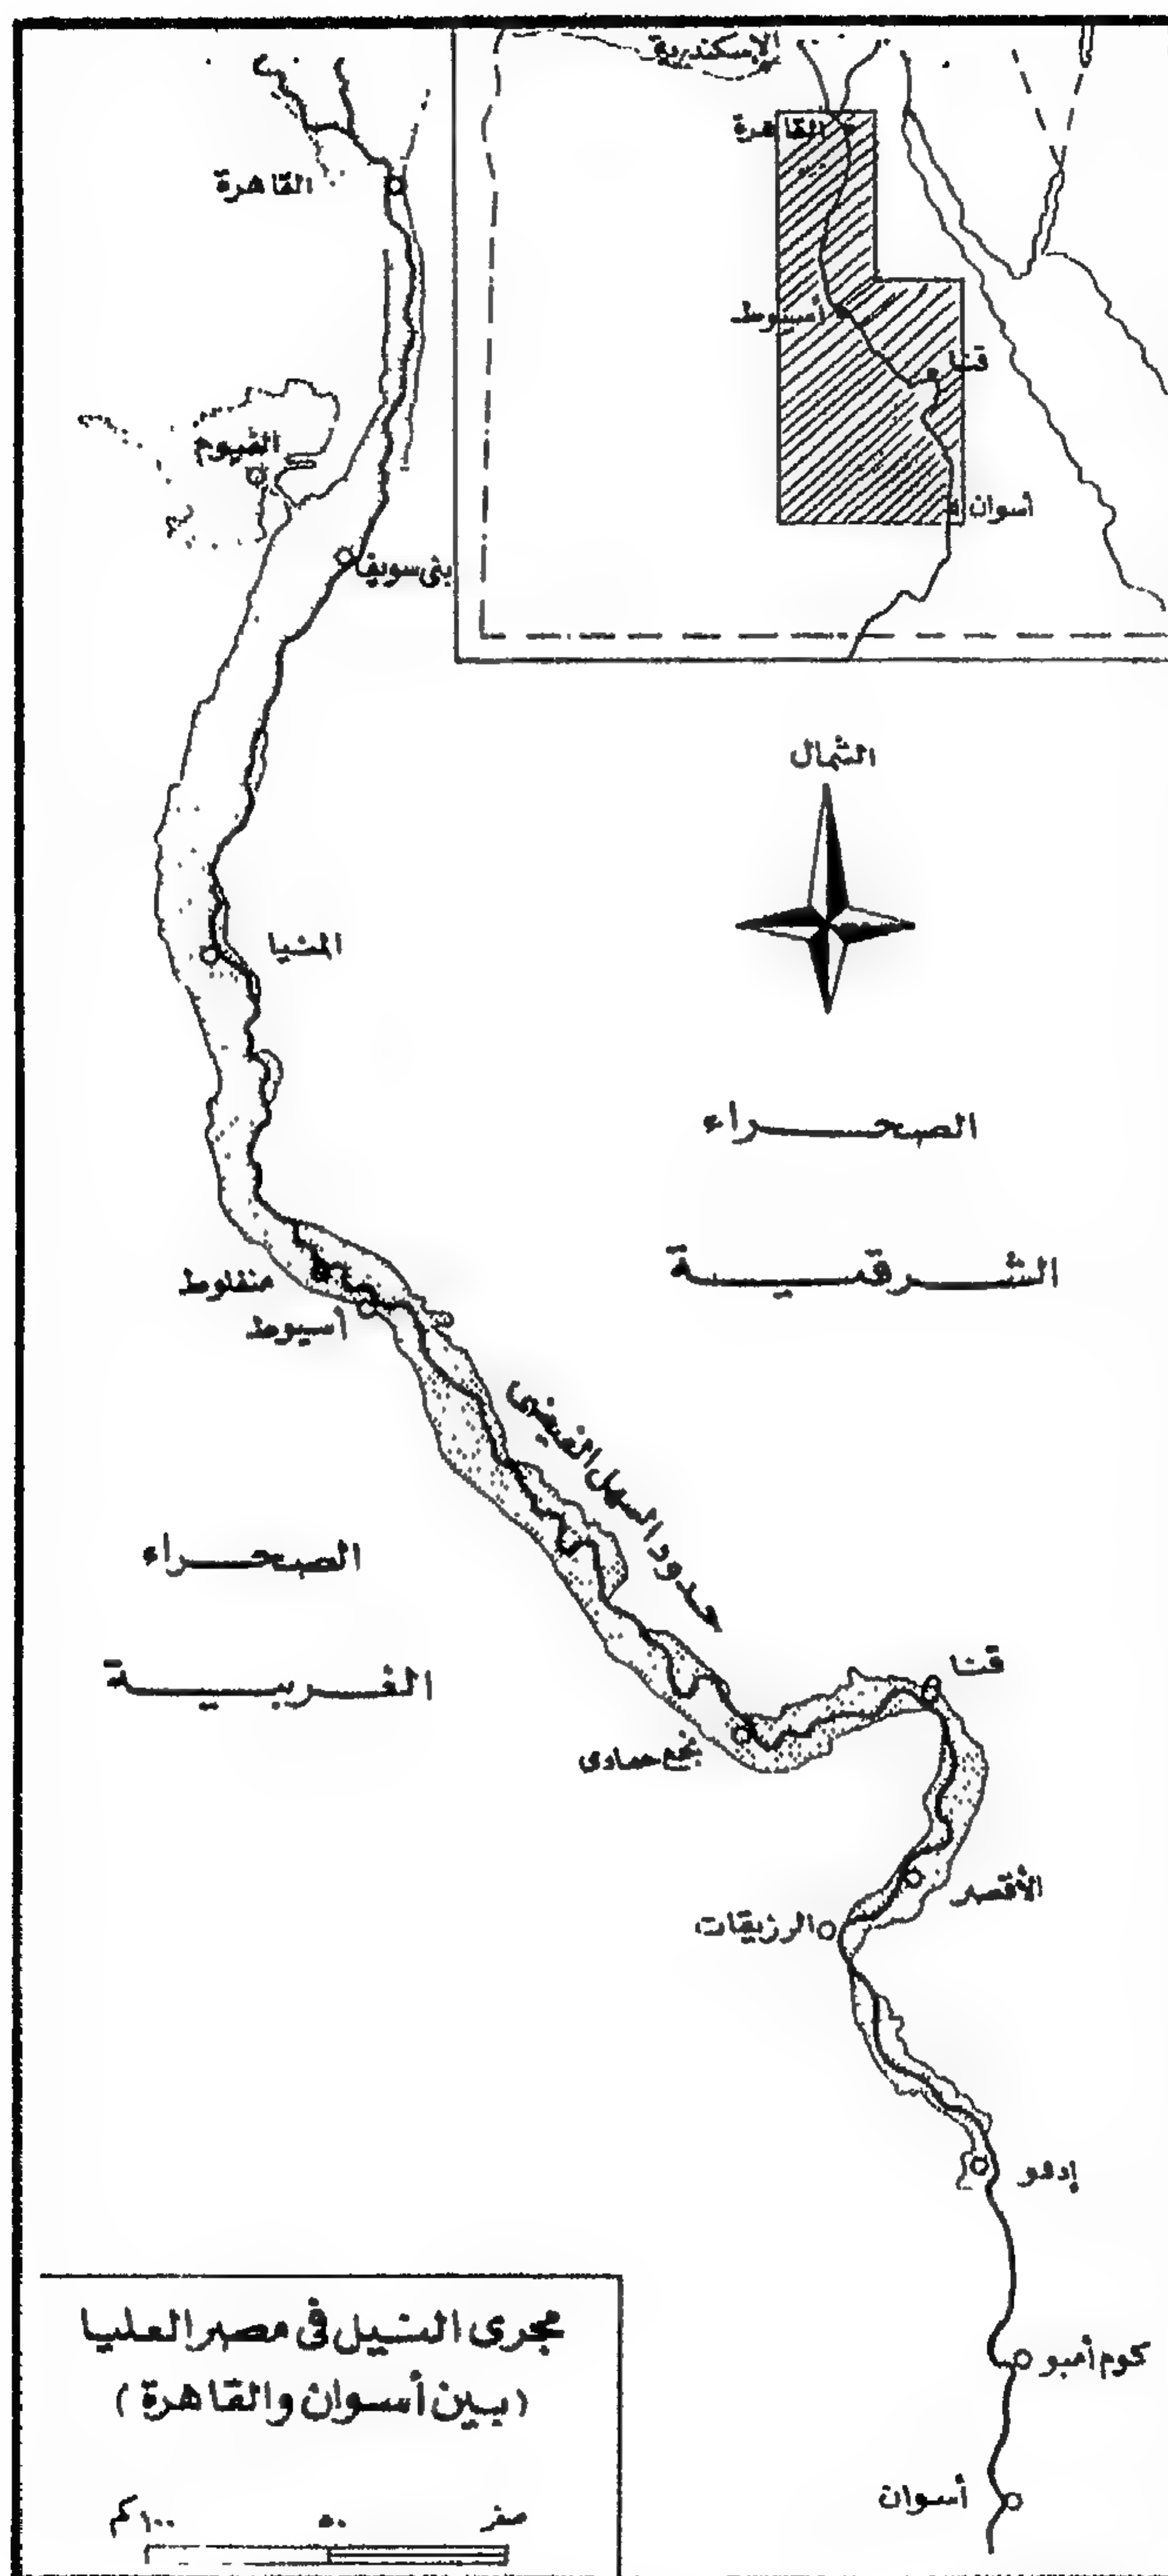 الإسكندرية
القاهرة
أسيوط
قنا
أسوان
القاهرة
الفيوم
بنى سويف
الشمال
المنيا
الصحراء
الشرقية
منفلوط
أسيوط
حدود السهل الفيضى
الصحراء
الغربية
قنا
نجع حمادى
الأقصر
الرزيقات
إدفو
كوم أمبو
أسوان
مجرى النيل فى مصر العليا
(بين أسوان والقاهرة)
صفر ٥٠ ١٠٠ كم